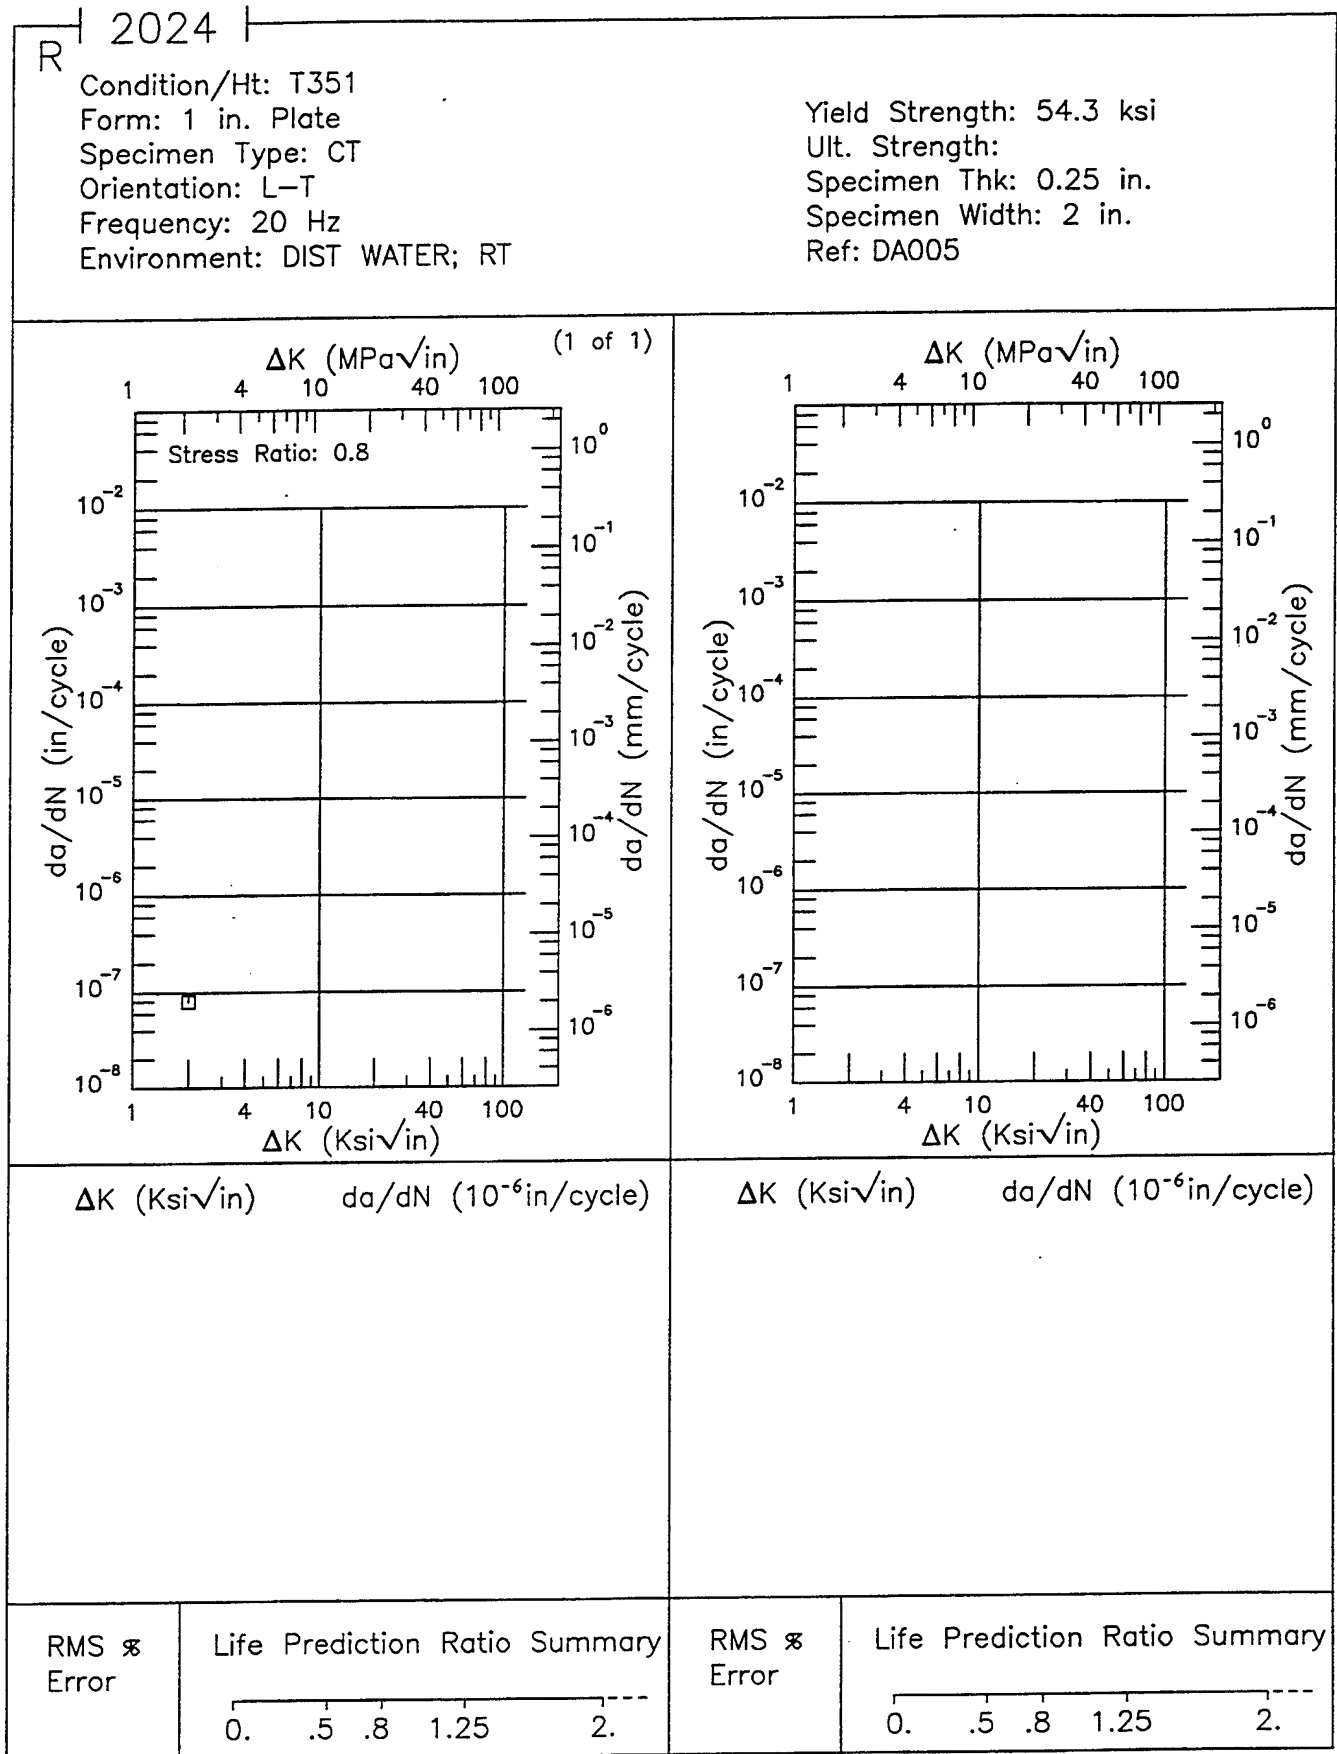 R 2024
Condition/Ht: T351
Form: 1 in. Plate
Specimen Type: CT
Orientation: L-T
Frequency: 20 Hz
Environment: DIST WATER; RT
Yield Strength: 54.3 ksi
Ult. Strength:
Specimen Thk: 0.25 in.
Specimen Width: 2 in.
Ref: DA005
(1 of 1)
ΔK (MPa√in)
1 4 10 40 100
Stress Ratio: 0.8
da/dN (in/cycle)
10⁻²
10⁻³
10⁻⁴
10⁻⁵
10⁻⁶
10⁻⁷
10⁻⁸
10⁰
10⁻¹
10⁻²
10⁻³
10⁻⁴
10⁻⁵
10⁻⁶
da/dN (mm/cycle)
1 4 10 40 100
ΔK (Ksi√in)
ΔK (MPa√in)
1 4 10 40 100
da/dN (in/cycle)
10⁻²
10⁻³
10⁻⁴
10⁻⁵
10⁻⁶
10⁻⁷
10⁻⁸
10⁰
10⁻¹
10⁻²
10⁻³
10⁻⁴
10⁻⁵
10⁻⁶
da/dN (mm/cycle)
1 4 10 40 100
ΔK (Ksi√in)
ΔK (Ksi√in) da/dN (10⁻⁶in/cycle)
ΔK (Ksi√in) da/dN (10⁻⁶in/cycle)
RMS %
Error
Life Prediction Ratio Summary
0. .5 .8 1.25 2.
RMS %
Error
Life Prediction Ratio Summary
0. .5 .8 1.25 2.